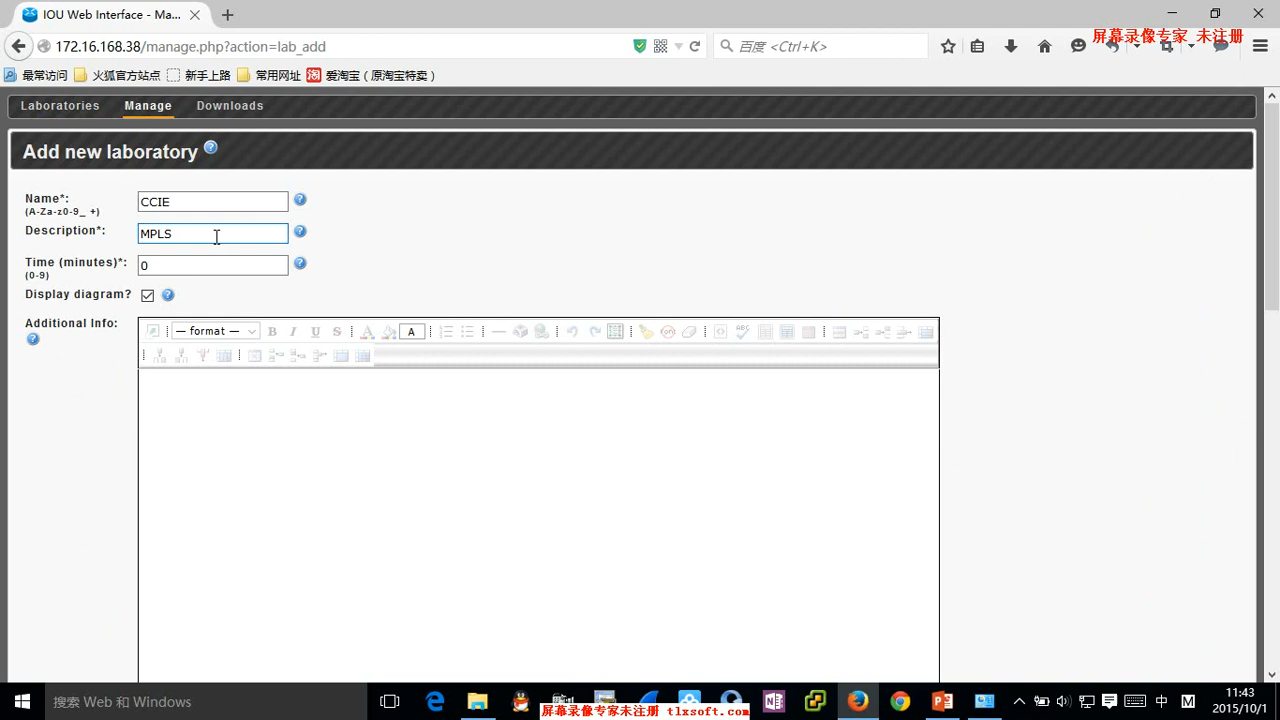 IOU Web Interface - Ma...
172.16.168.38/manage.php?action=lab_add
百度 <Ctrl+K>
屏幕录像专家 未注册
最常访问 火狐官方站点 新手上路 常用网址 淘 爱淘宝（原淘宝特卖）
Laboratories Manage Downloads
Add new laboratory
Name*: CCIE
(A-Za-z0-9_ +)
Description*: MPLS
Time (minutes)*: 0
(0-9)
Display diagram?
Additional Info:
— format — B I U S A A
ABC
搜索 Web 和 Windows
中 M
11:43
2015/10/1
屏幕录像专家未注册 tlxsoft.com